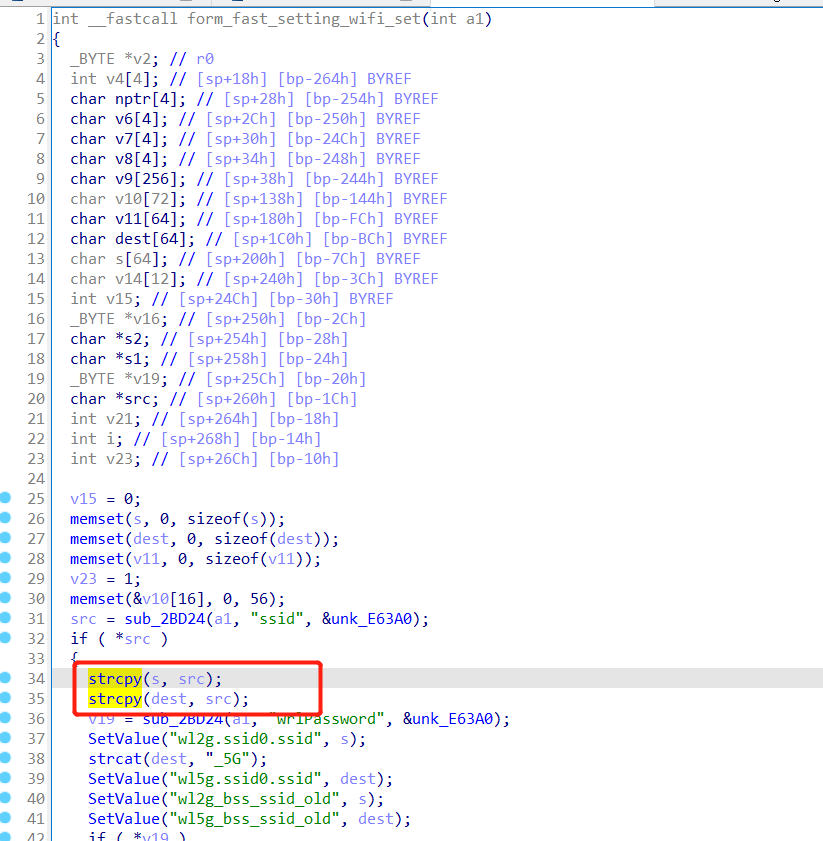 1 int __fastcall form_fast_setting_wifi_set(int a1)
2 {
3 _BYTE *v2; // r0
4 int v4[4]; // [sp+18h] [bp-264h] BYREF
5 char nptr[4]; // [sp+28h] [bp-254h] BYREF
6 char v6[4]; // [sp+2Ch] [bp-250h] BYREF
7 char v7[4]; // [sp+30h] [bp-24Ch] BYREF
8 char v8[4]; // [sp+34h] [bp-248h] BYREF
9 char v9[256]; // [sp+38h] [bp-244h] BYREF
10 char v10[72]; // [sp+138h] [bp-144h] BYREF
11 char v11[64]; // [sp+180h] [bp-FCh] BYREF
12 char dest[64]; // [sp+1C0h] [bp-BCh] BYREF
13 char s[64]; // [sp+200h] [bp-7Ch] BYREF
14 char v14[12]; // [sp+240h] [bp-3Ch] BYREF
15 int v15; // [sp+24Ch] [bp-30h] BYREF
16 _BYTE *v16; // [sp+250h] [bp-2Ch]
17 char *s2; // [sp+254h] [bp-28h]
18 char *s1; // [sp+258h] [bp-24h]
19 _BYTE *v19; // [sp+25Ch] [bp-20h]
20 char *src; // [sp+260h] [bp-1Ch]
21 int v21; // [sp+264h] [bp-18h]
22 int i; // [sp+268h] [bp-14h]
23 int v23; // [sp+26Ch] [bp-10h]
24
25 v15 = 0;
26 memset(s, 0, sizeof(s));
27 memset(dest, 0, sizeof(dest));
28 memset(v11, 0, sizeof(v11));
29 v23 = 1;
30 memset(&v10[16], 0, 56);
31 src = sub_2BD24(a1, "ssid", &unk_E63A0);
32 if ( *src )
33 {
34 strcpy(s, src);
35 strcpy(dest, src);
36 v19 = sub_2BD24(a1, "wrlPassword", &unk_E63A0);
37 SetValue("wl2g.ssid0.ssid", s);
38 strcat(dest, "_5G");
39 SetValue("wl5g.ssid0.ssid", dest);
40 SetValue("wl2g_bss_ssid_old", s);
41 SetValue("wl5g_bss_ssid_old", dest);
42 if ( *v19 )